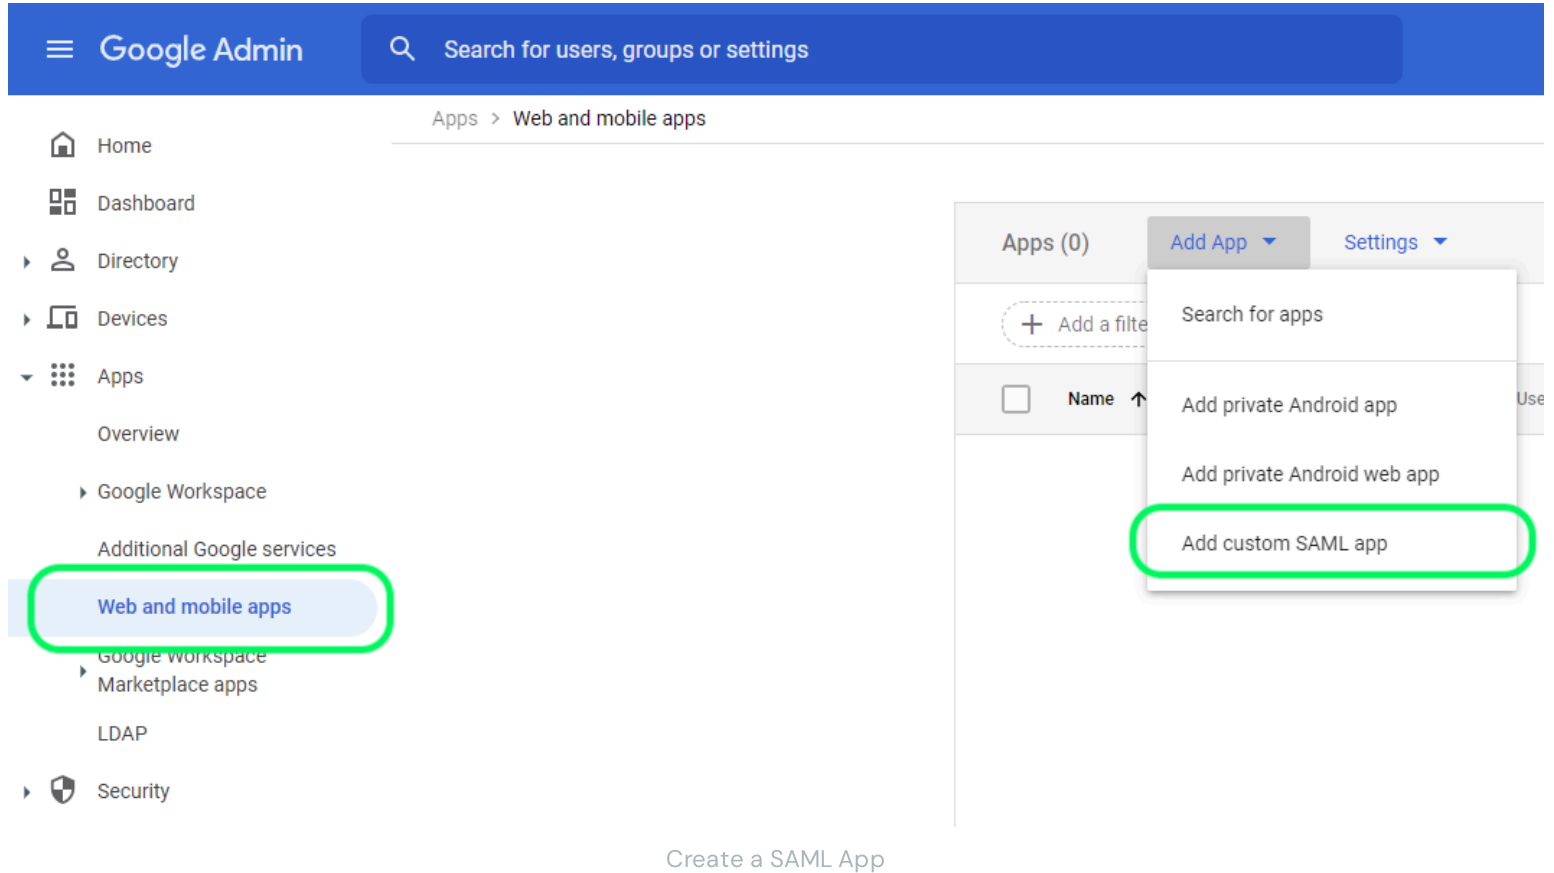 Google Admin
Search for users, groups or settings
Apps > Web and mobile apps
Home
Dashboard
Directory
Devices
Apps
Overview
Google Workspace
Additional Google services
Web and mobile apps
Google Workspace
Marketplace apps
LDAP
Security
Apps (0)
Add App
Settings
Add a filte
Name
Use
Search for apps
Add private Android app
Add private Android web app
Add custom SAML app
Create a SAML App